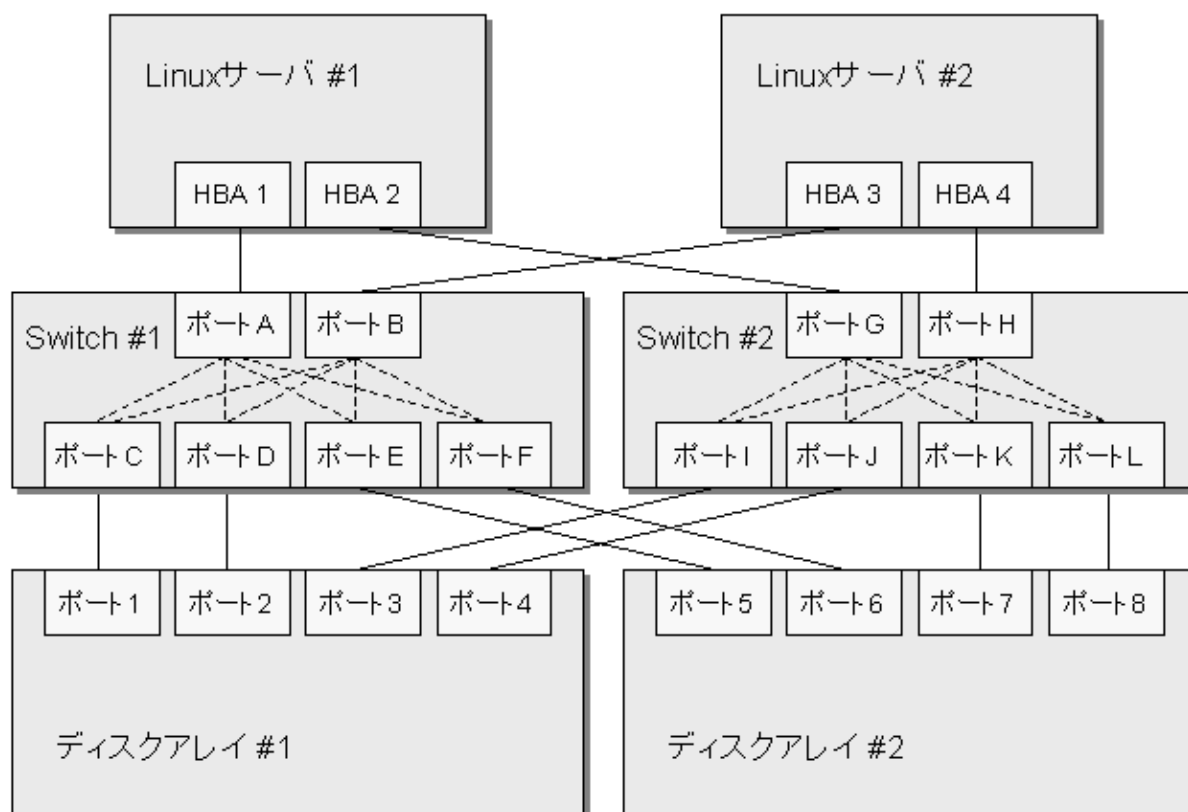 Linuxサーバ #1
Linuxサーバ #2
HBA 1
HBA 2
HBA 3
HBA 4
Switch #1
ポートA
ポートB
Switch #2
ポートG
ポートH
ポートC
ポートD
ポートE
ポートF
ポートI
ポートJ
ポートK
ポートL
ポート1
ポート2
ポート3
ポート4
ポート5
ポート6
ポート7
ポート8
ディスクアレイ #1
ディスクアレイ #2